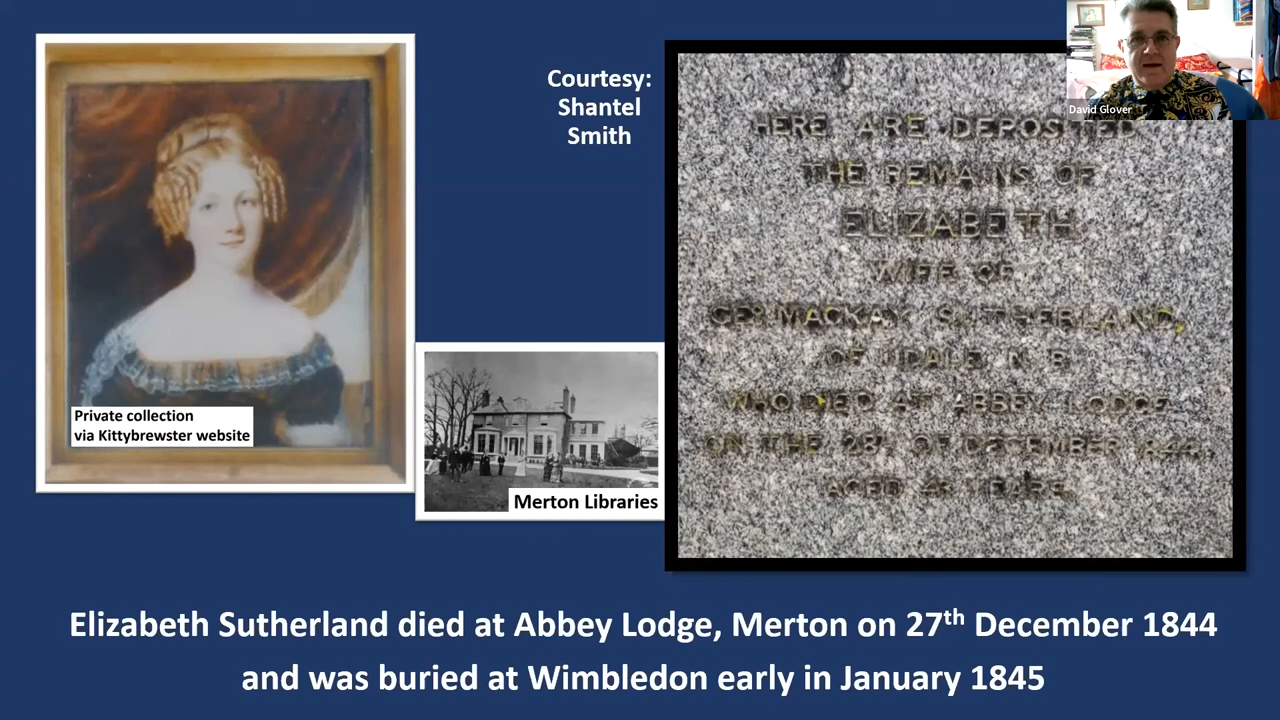 Courtesy:
Shantel
Smith
David Glover
HERE ARE DEPOSITED
THE REMAINS OF
ELIZABETH
WIFE OF
MACKAY SUTHERLAND,
OF UDALE N. B.
WHO DIED AT ABBEY LODGE
ON THE OF DECEMBER 1844
AGED YEARS.
Private collection
via Kittybrewster website
Merton Libraries
Elizabeth Sutherland died at Abbey Lodge, Merton on 27th December 1844
and was buried at Wimbledon early in January 1845